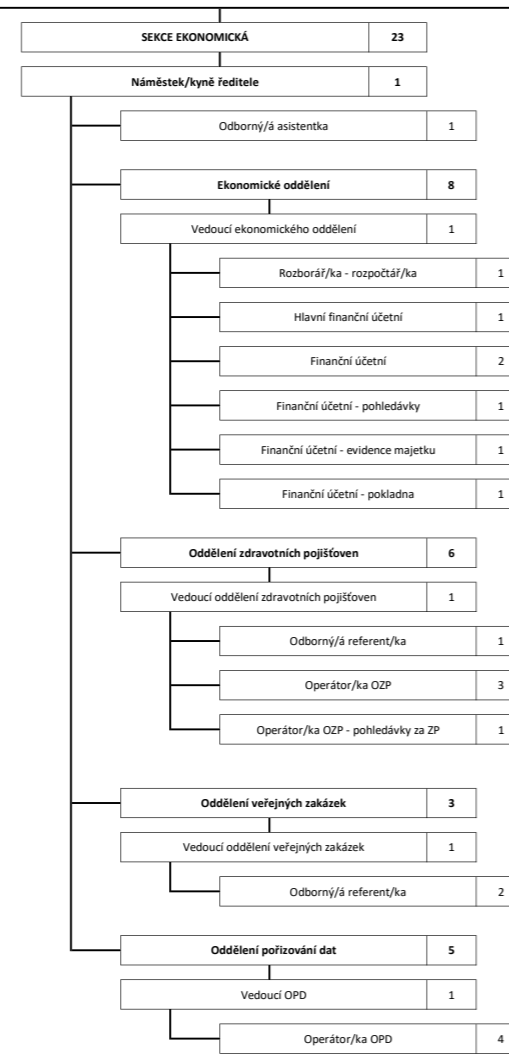 SEKCE EKONOMICKÁ 23
Náměstek/kyně ředitele 1
Odborný/á asistentka 1
Ekonomické oddělení 8
Vedoucí ekonomického oddělení 1
Rozborář/ka - rozpočtář/ka 1
Hlavní finanční účetní 1
Finanční účetní 2
Finanční účetní - pohledávky 1
Finanční účetní - evidence majetku 1
Finanční účetní - pokladna 1
Oddělení zdravotních pojišťoven 6
Vedoucí oddělení zdravotních pojišťoven 1
Odborný/á referent/ka 1
Operátor/ka OZP 3
Operátor/ka OZP - pohledávky za ZP 1
Oddělení veřejných zakázek 3
Vedoucí oddělení veřejných zakázek 1
Odborný/á referent/ka 2
Oddělení pořizování dat 5
Vedoucí OPD 1
Operátor/ka OPD 4